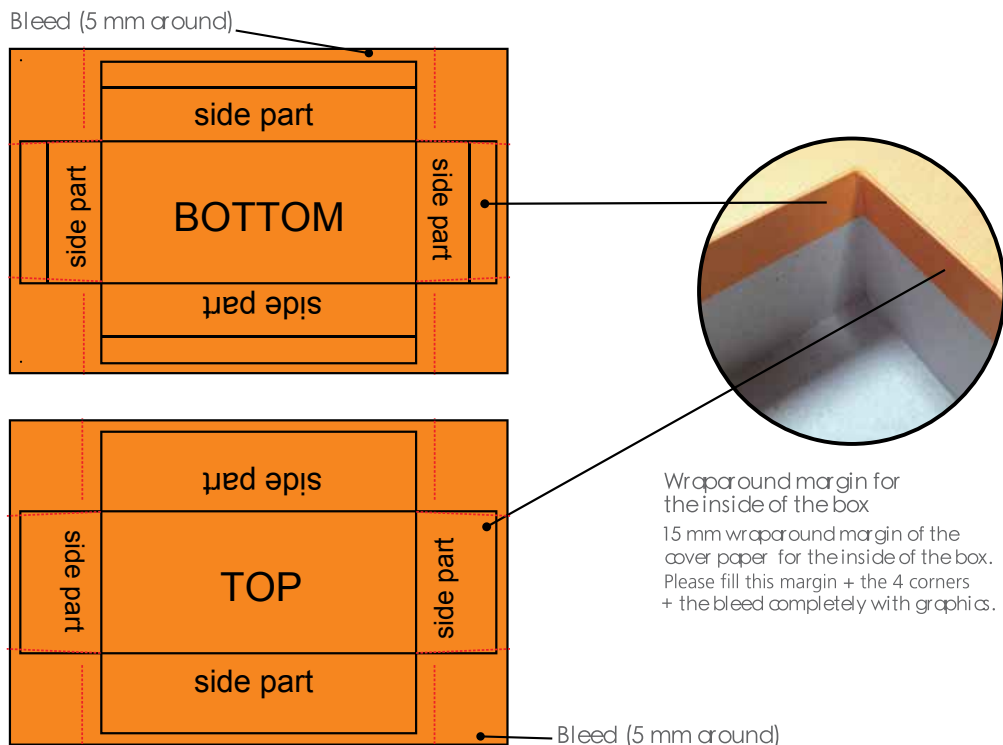 Bleed (5 mm around)
side part
side part
BOTTOM
side part
side part
Wraparound margin for
the inside of the box
15 mm wraparound margin of the
cover paper for the inside of the box.
Please fill this margin + the 4 corners
+ the bleed completely with graphics.
side part
side part
TOP
side part
side part
Bleed (5 mm around)